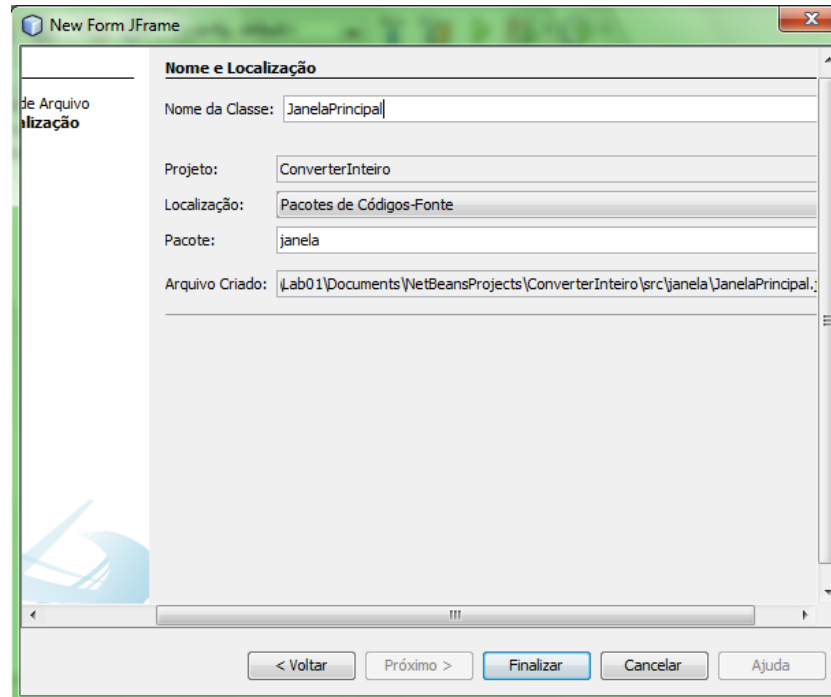 New Form JFrame
de Arquivo
lização
Nome e Localização
Nome da Classe: JanelaPrincipal
Projeto: ConverterInteiro
Localização: Pacotes de Códigos-Fonte
Pacote: janela
Arquivo Criado: \Lab01\Documents\NetBeansProjects\ConverterInteiro\src\janela\JanelaPrincipal.j
< Voltar
Próximo >
Finalizar
Cancelar
Ajuda